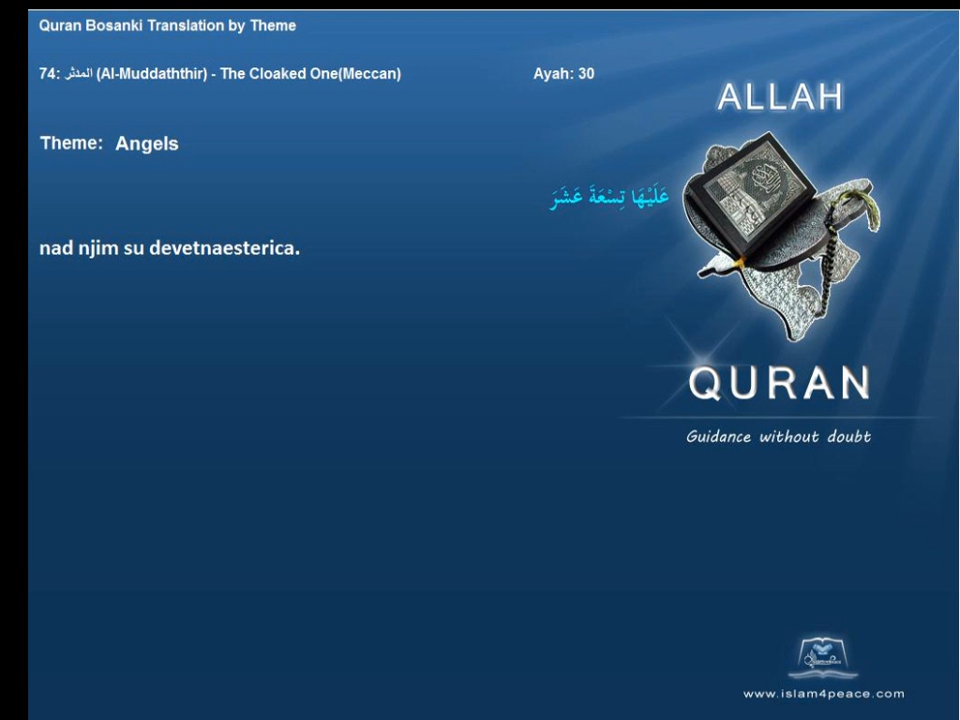 Quran Bosanki Translation by Theme
74: المدثر (Al-Muddaththir) - The Cloaked One(Meccan) Ayah: 30
ALLAH
Theme: Angels
عَلَيْهَا تِسْعَةَ عَشَرَ
nad njim su devetnaesterica.
QURAN
Guidance without doubt
www.islam4peace.com